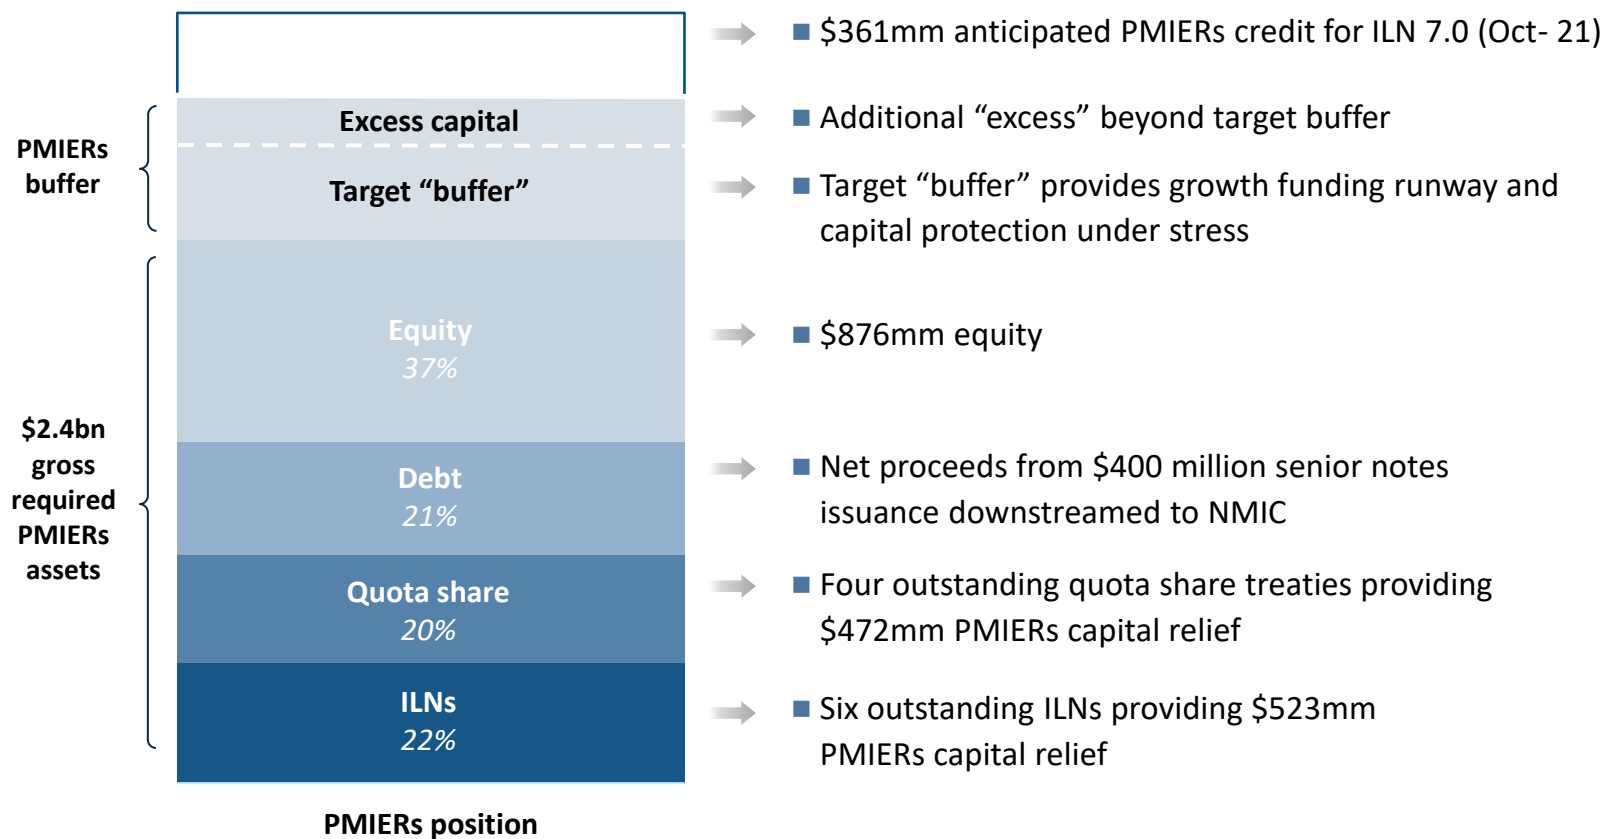 $361mm anticipated PMIERs credit for ILN 7.0 (Oct- 21)
PMIERs
buffer
Excess capital
Additional “excess” beyond target buffer
Target “buffer”
Target “buffer” provides growth funding runway and
capital protection under stress
$2.4bn
gross
required
PMIERs
assets
Equity
37%
$876mm equity
Debt
21%
Net proceeds from $400 million senior notes
issuance downstreamed to NMIC
Quota share
20%
Four outstanding quota share treaties providing
$472mm PMIERs capital relief
ILNs
22%
Six outstanding ILNs providing $523mm
PMIERs capital relief
PMIERs position